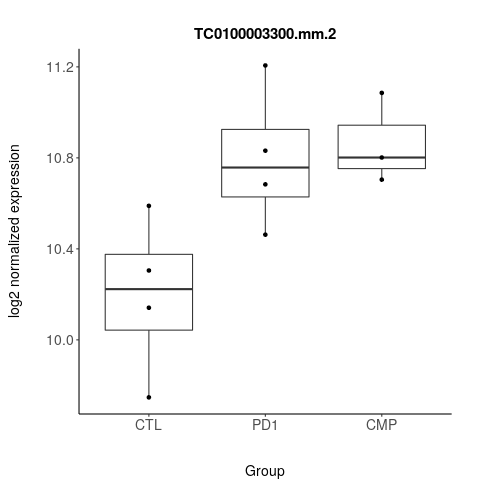 TC0100003300.mm.2
log2 normalized expression
11.2
10.8
10.4
10.0
CTL PD1 CMP
Group